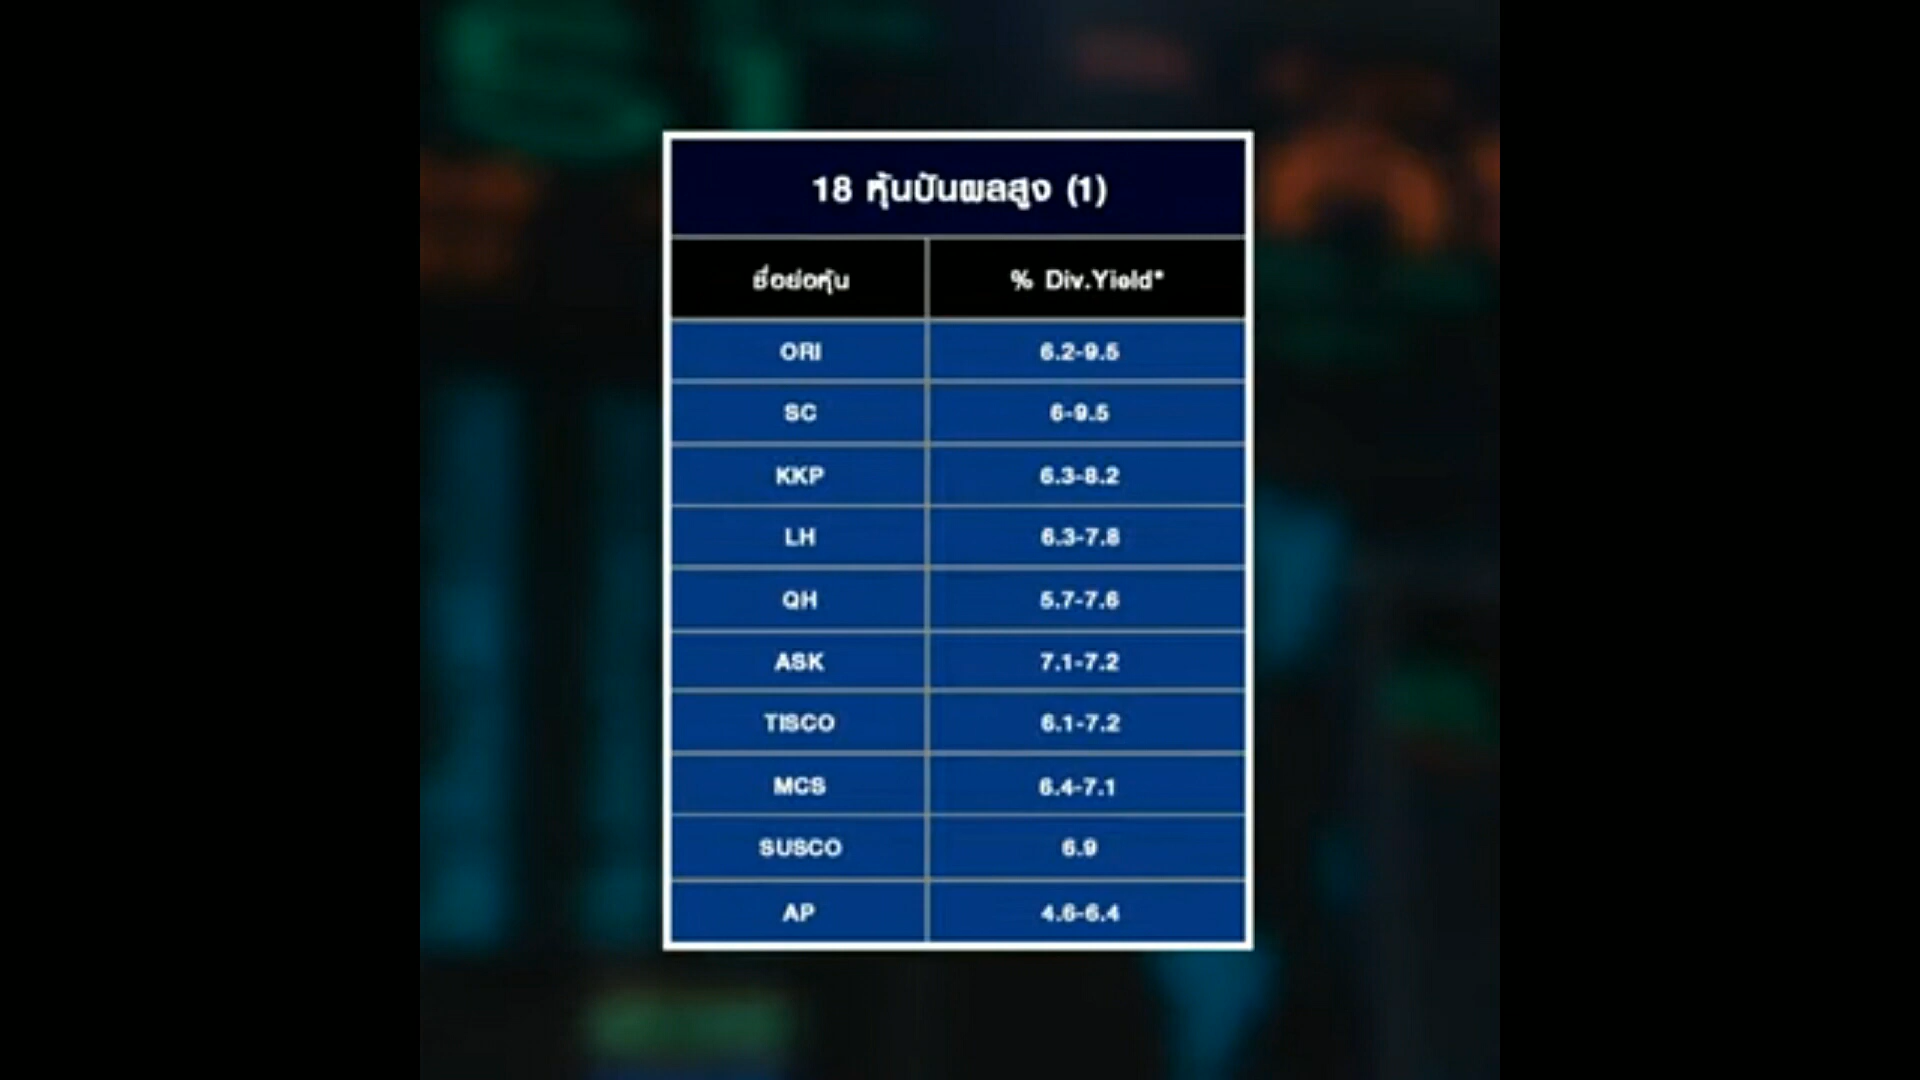 18 หุ้นปันผลสูง (1)
ชื่อย่อหุ้น % Div.Yield*
ORI 6.2-9.5
SC 6-9.5
KKP 6.3-8.2
LH 6.3-7.8
QH 5.7-7.6
ASK 7.1-7.2
TISCO 6.1-7.2
MCS 6.4-7.1
SUSCO 6.9
AP 4.6-6.4